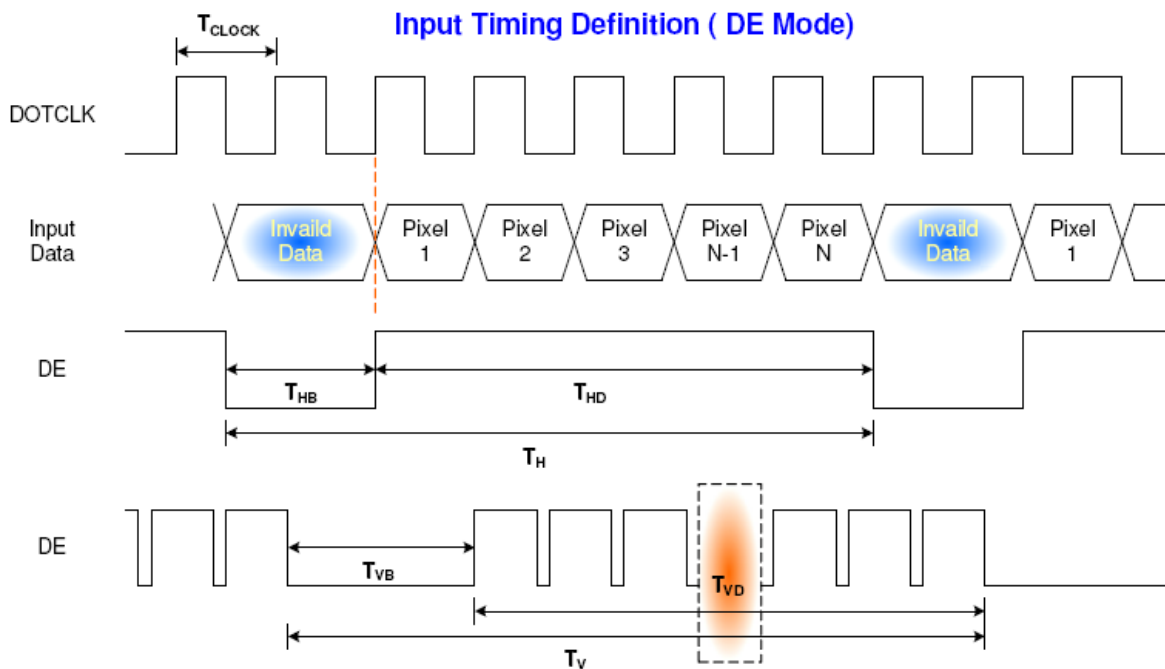 Input Timing Definition ( DE Mode)
TCLOCK
DOTCLK
Input
Data
Invaild
Data
Pixel
1
Pixel
2
Pixel
3
Pixel
N-1
Pixel
N
Invaild
Data
Pixel
1
DE
THB
THD
TH
DE
TVB
TVD
TV